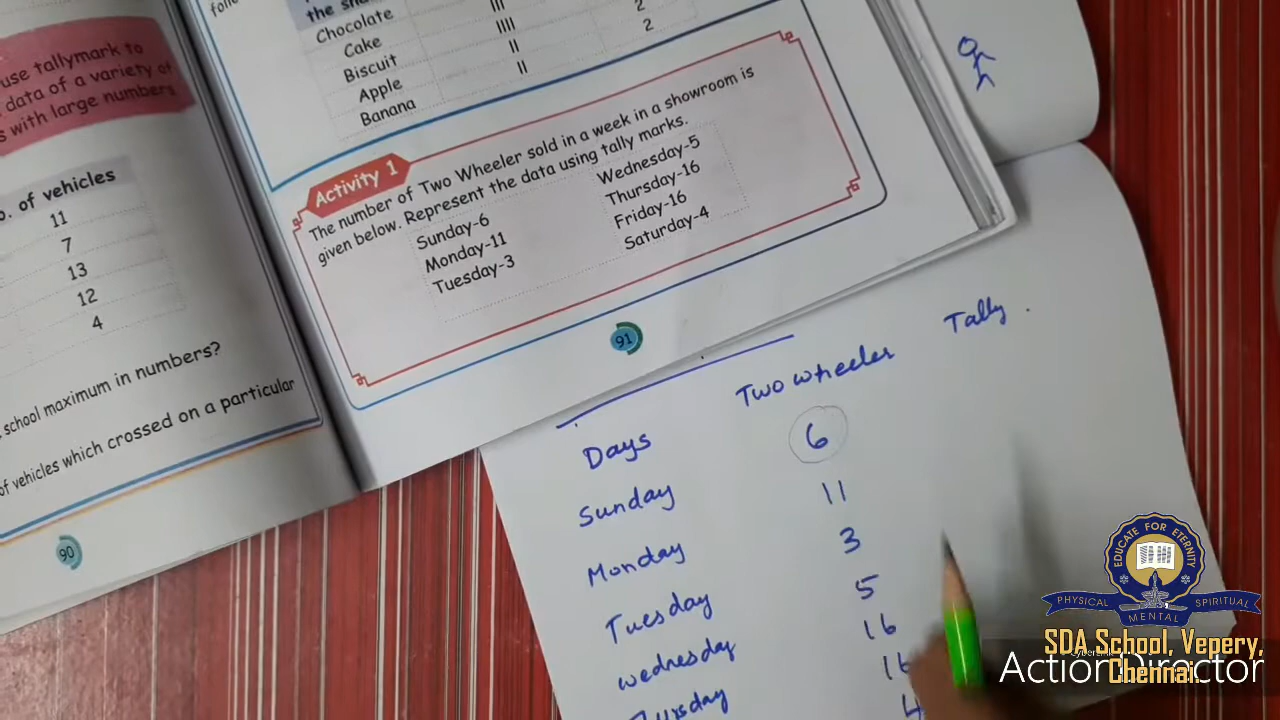 use tallymark to
data of a variety of
s with large numbers.
o. of vehicles
11
7
13
12
4
school maximum in numbers?
of vehicles which crossed on a particular
90
Chocolate
Cake
Biscuit
Apple
Banana
2
2
Activity 1
The number of Two Wheeler sold in a week in a showroom is
given below. Represent the data using tally marks.
Sunday-6
Monday-11
Tuesday-3
Wednesday-5
Thursday-16
Friday-16
Saturday-4
91
Days Two wheeler Tally
Sunday 6
Monday 11
Tuesday 3
Wednesday 5
16
4
EDUCATE FOR ETERNITY
PHYSICAL MENTAL SPIRITUAL
SDA School, Vepery,
Chennai.
ActionDirector